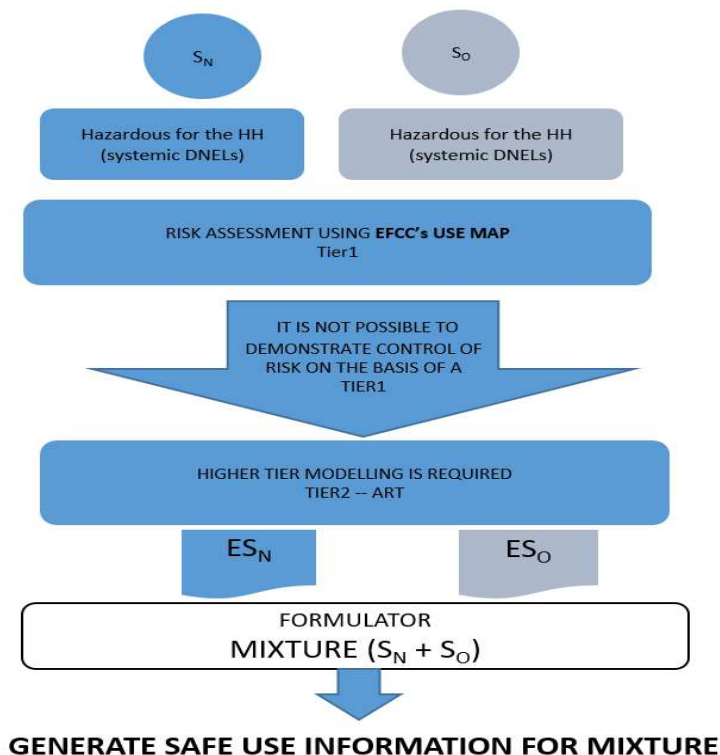 S_N
S_O
Hazardous for the HH
(systemic DNELs)
Hazardous for the HH
(systemic DNELs)
RISK ASSESSMENT USING EFCC's USE MAP
Tier1
IT IS NOT POSSIBLE TO
DEMONSTRATE CONTROL OF
RISK ON THE BASIS OF A
TIER1
HIGHER TIER MODELLING IS REQUIRED
TIER2 -- ART
ES_N
ES_O
FORMULATOR
MIXTURE (S_N + S_O)
GENERATE SAFE USE INFORMATION FOR MIXTURE